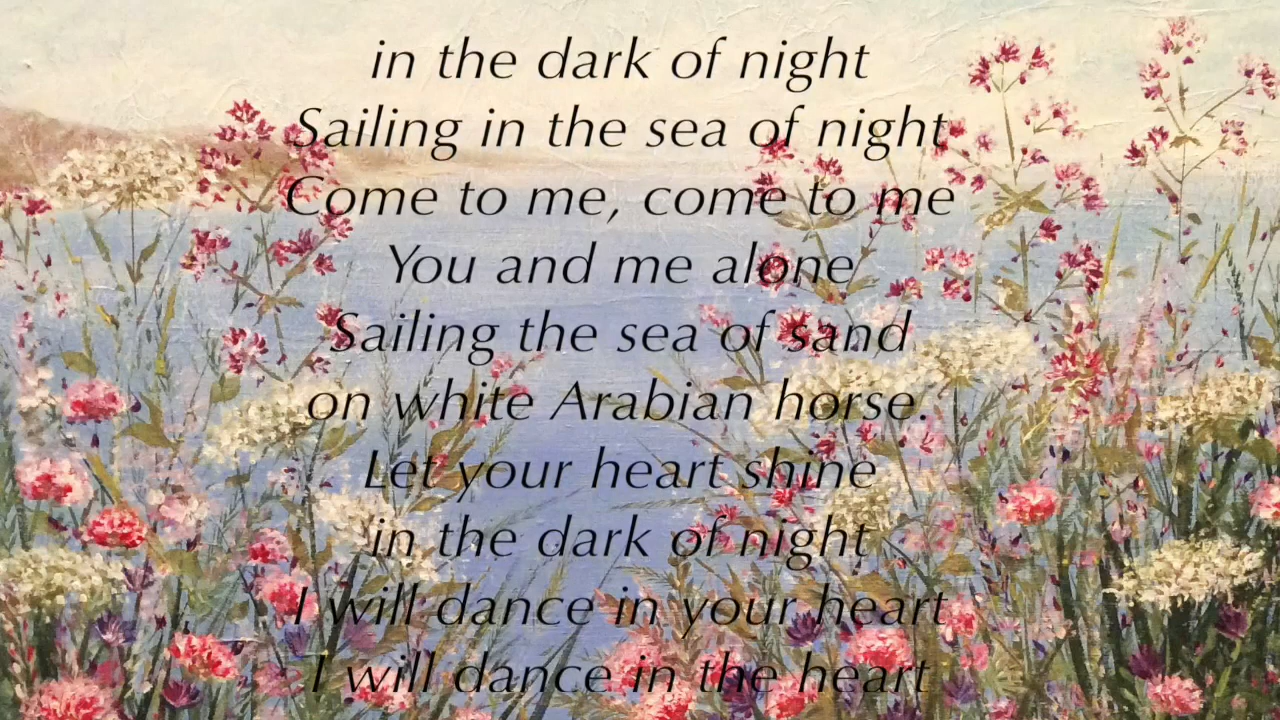 in the dark of night
Sailing in the sea of night
Come to me, come to me
You and me alone
Sailing the sea of sand
on white Arabian horse.
Let your heart shine
in the dark of night
I will dance in your heart
I will dance in the heart